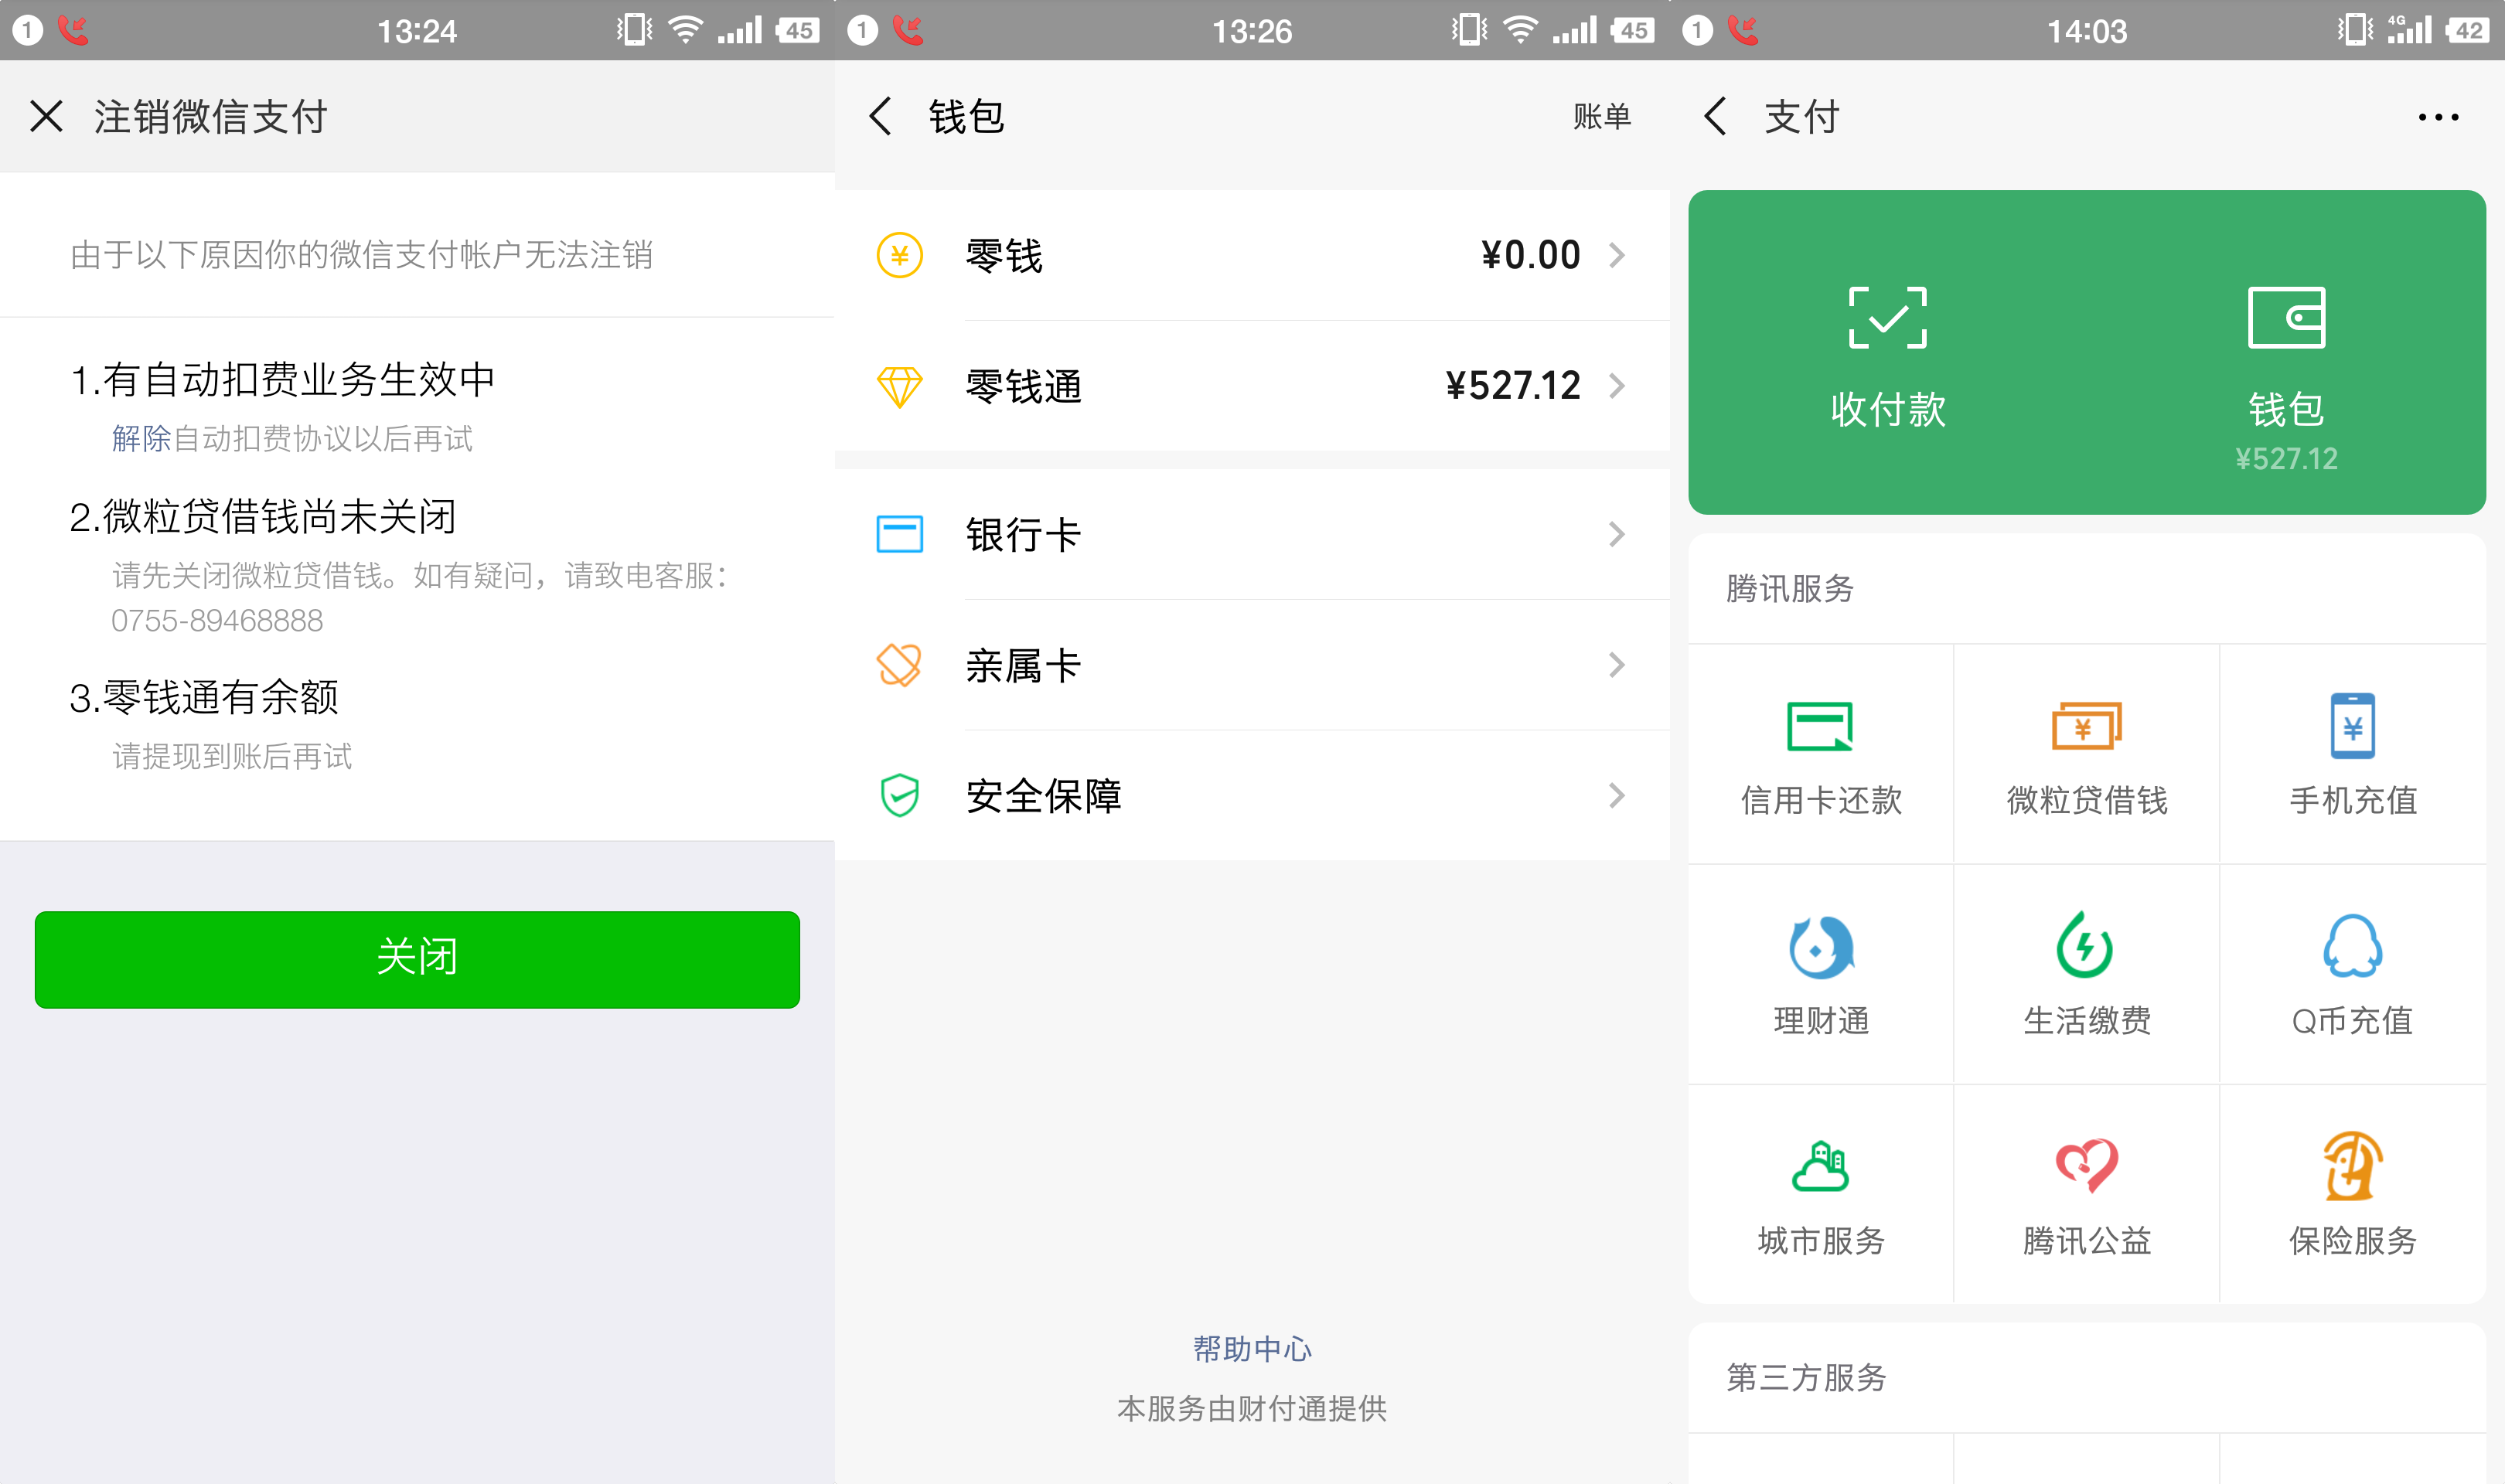 1
13:24
45
注销微信支付
由于以下原因你的微信支付帐户无法注销
1.有自动扣费业务生效中
解除自动扣费协议以后再试
2.微粒贷借钱尚未关闭
请先关闭微粒贷借钱。如有疑问，请致电客服：
0755-89468888
3.零钱通有余额
请提现到账后再试
关闭
1
13:26
45
钱包
账单
零钱
¥0.00
零钱通
¥527.12
银行卡
亲属卡
安全保障
帮助中心
本服务由财付通提供
1
14:03
4G
42
支付
收付款
钱包
¥527.12
腾讯服务
信用卡还款
微粒贷借钱
手机充值
理财通
生活缴费
Q币充值
城市服务
腾讯公益
保险服务
第三方服务